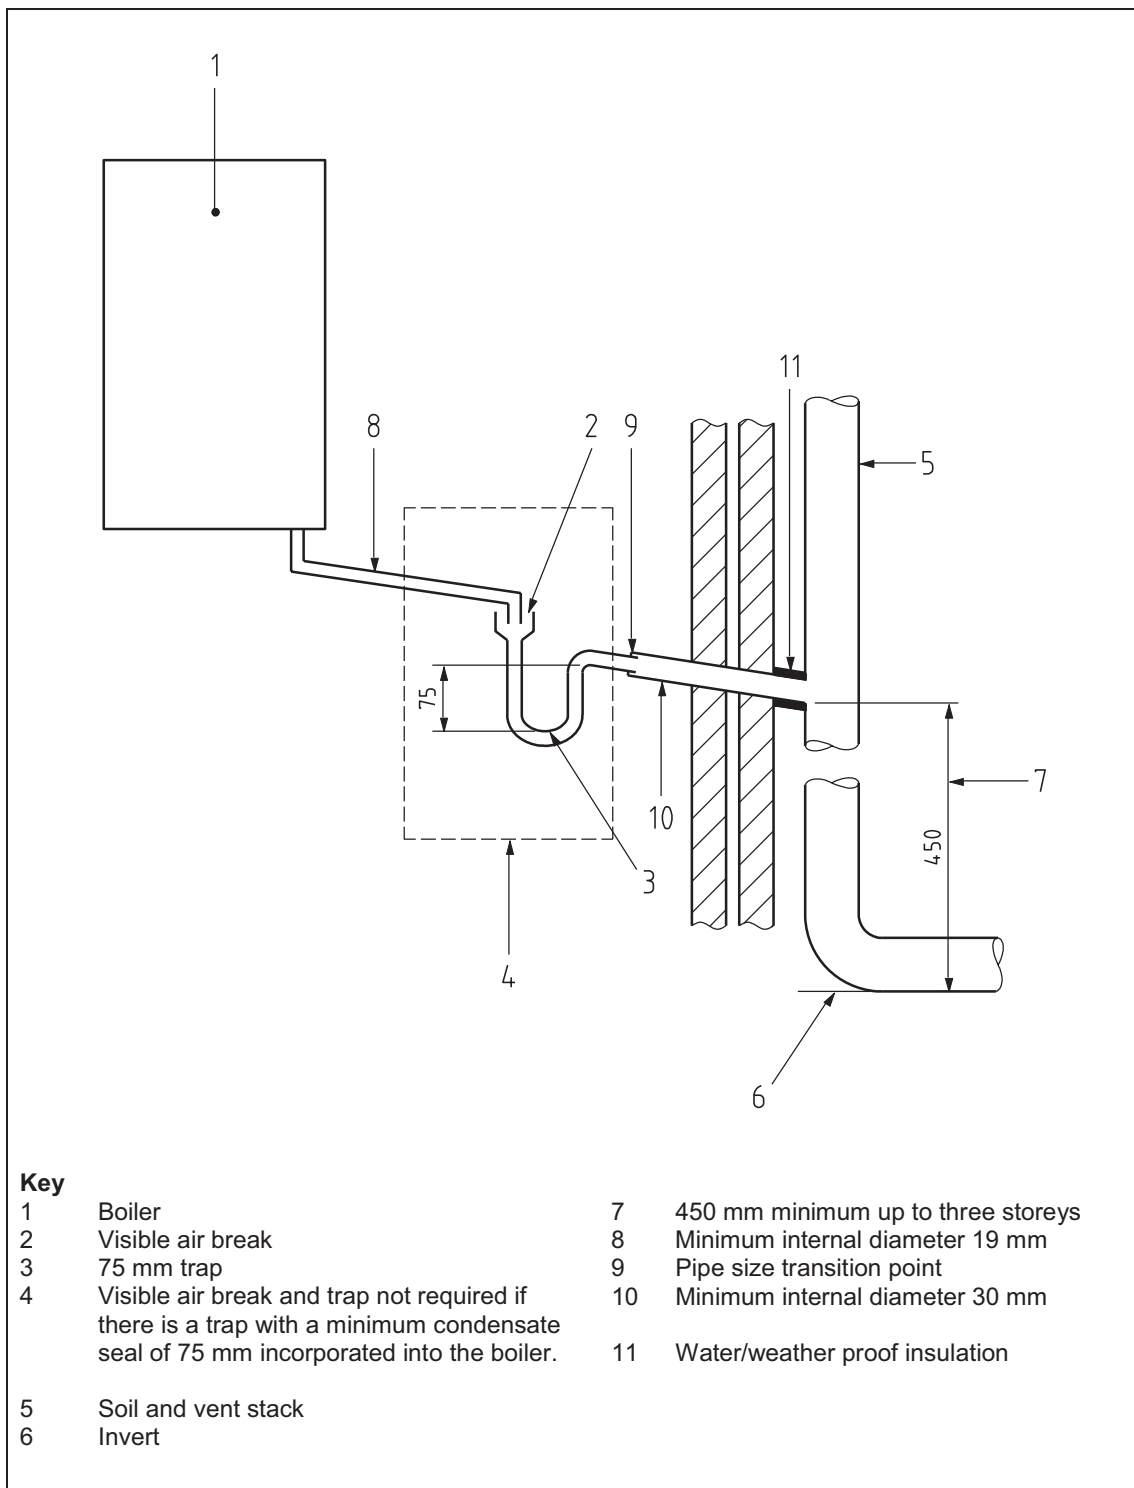 1
11
8
2
9
5
75
7
10
450
3
4
6
Key
1 Boiler
2 Visible air break
3 75 mm trap
4 Visible air break and trap not required if
there is a trap with a minimum condensate
seal of 75 mm incorporated into the boiler.
5 Soil and vent stack
6 Invert
7 450 mm minimum up to three storeys
8 Minimum internal diameter 19 mm
9 Pipe size transition point
10 Minimum internal diameter 30 mm
11 Water/weather proof insulation